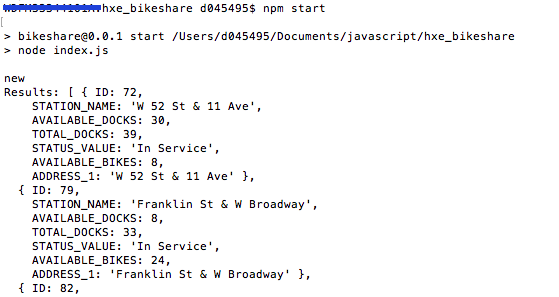 hxe_bikeshare d045495$ npm start
[
> bikeshare@0.0.1 start /Users/d045495/Documents/javascript/hxe_bikeshare
> node index.js
new
Results: [ { ID: 72,
STATION_NAME: 'W 52 St & 11 Ave',
AVAILABLE_DOCKS: 30,
TOTAL_DOCKS: 39,
STATUS_VALUE: 'In Service',
AVAILABLE_BIKES: 8,
ADDRESS_1: 'W 52 St & 11 Ave' },
{ ID: 79,
STATION_NAME: 'Franklin St & W Broadway',
AVAILABLE_DOCKS: 8,
TOTAL_DOCKS: 33,
STATUS_VALUE: 'In Service',
AVAILABLE_BIKES: 24,
ADDRESS_1: 'Franklin St & W Broadway' },
{ ID: 82,